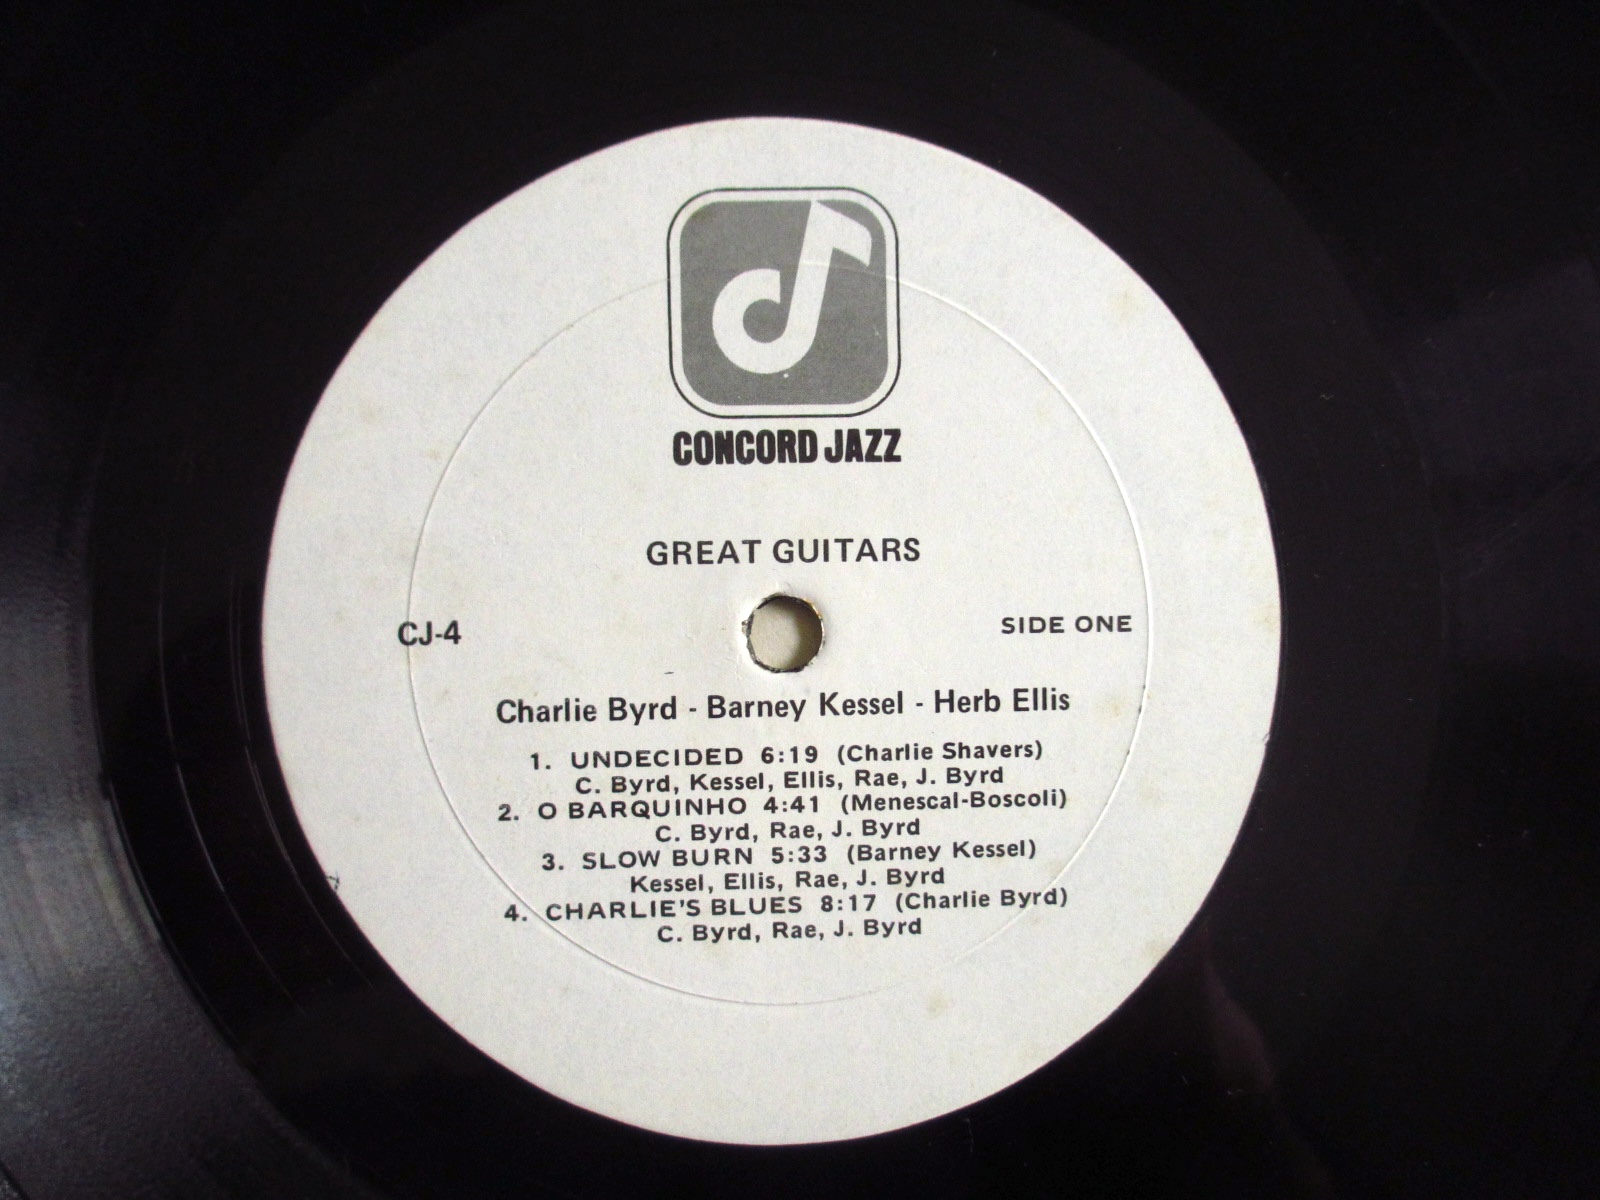 CONCORD JAZZ
GREAT GUITARS
CJ-4
SIDE ONE
Charlie Byrd - Barney Kessel - Herb Ellis
1. UNDECIDED 6:19 (Charlie Shavers)
C. Byrd, Kessel, Ellis, Rae, J. Byrd
2. O BARQUINHO 4:41 (Menescal-Boscoli)
C. Byrd, Rae, J. Byrd
3. SLOW BURN 5:33 (Barney Kessel)
Kessel, Ellis, Rae, J. Byrd
4. CHARLIE'S BLUES 8:17 (Charlie Byrd)
C. Byrd, Rae, J. Byrd